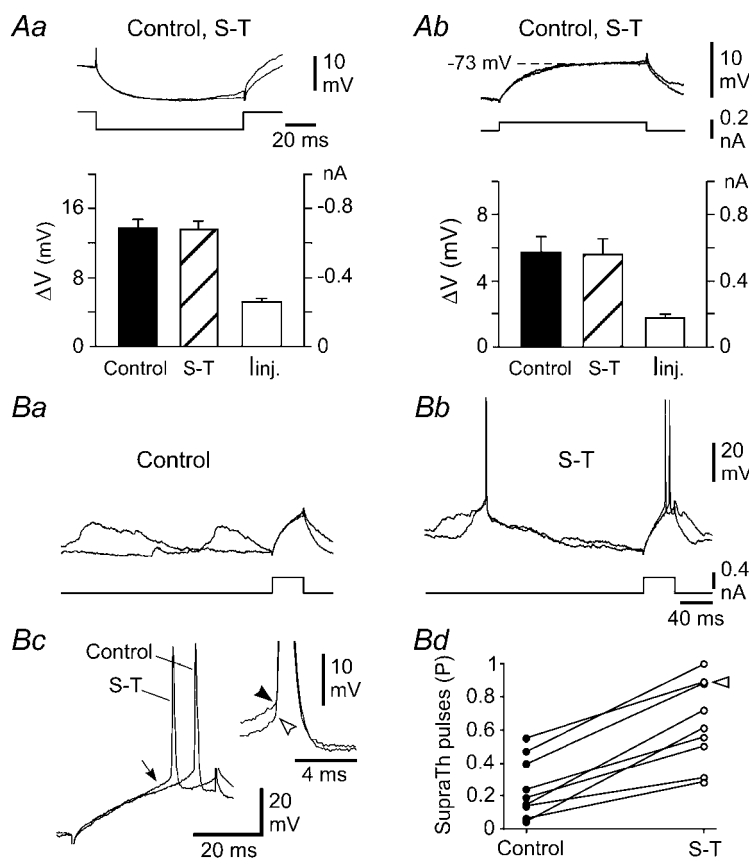 Aa
Control, S-T
10
mV
20 ms
nA
16
8
0
ΔV (mV)
-0.8
-0.4
0
Control
S-T
Iinj.
Ab
Control, S-T
-73 mV
10
mV
0.2
nA
nA
8
6
4
2
0
ΔV (mV)
0.8
0.4
0
Control
S-T
Iinj.
Ba
Control
Bb
S-T
20
mV
0.4
nA
40 ms
Bc
Control
S-T
10
mV
4 ms
20
mV
20 ms
Bd
SupraTh pulses (P)
1
0.8
0.6
0.4
0.2
0
Control
S-T